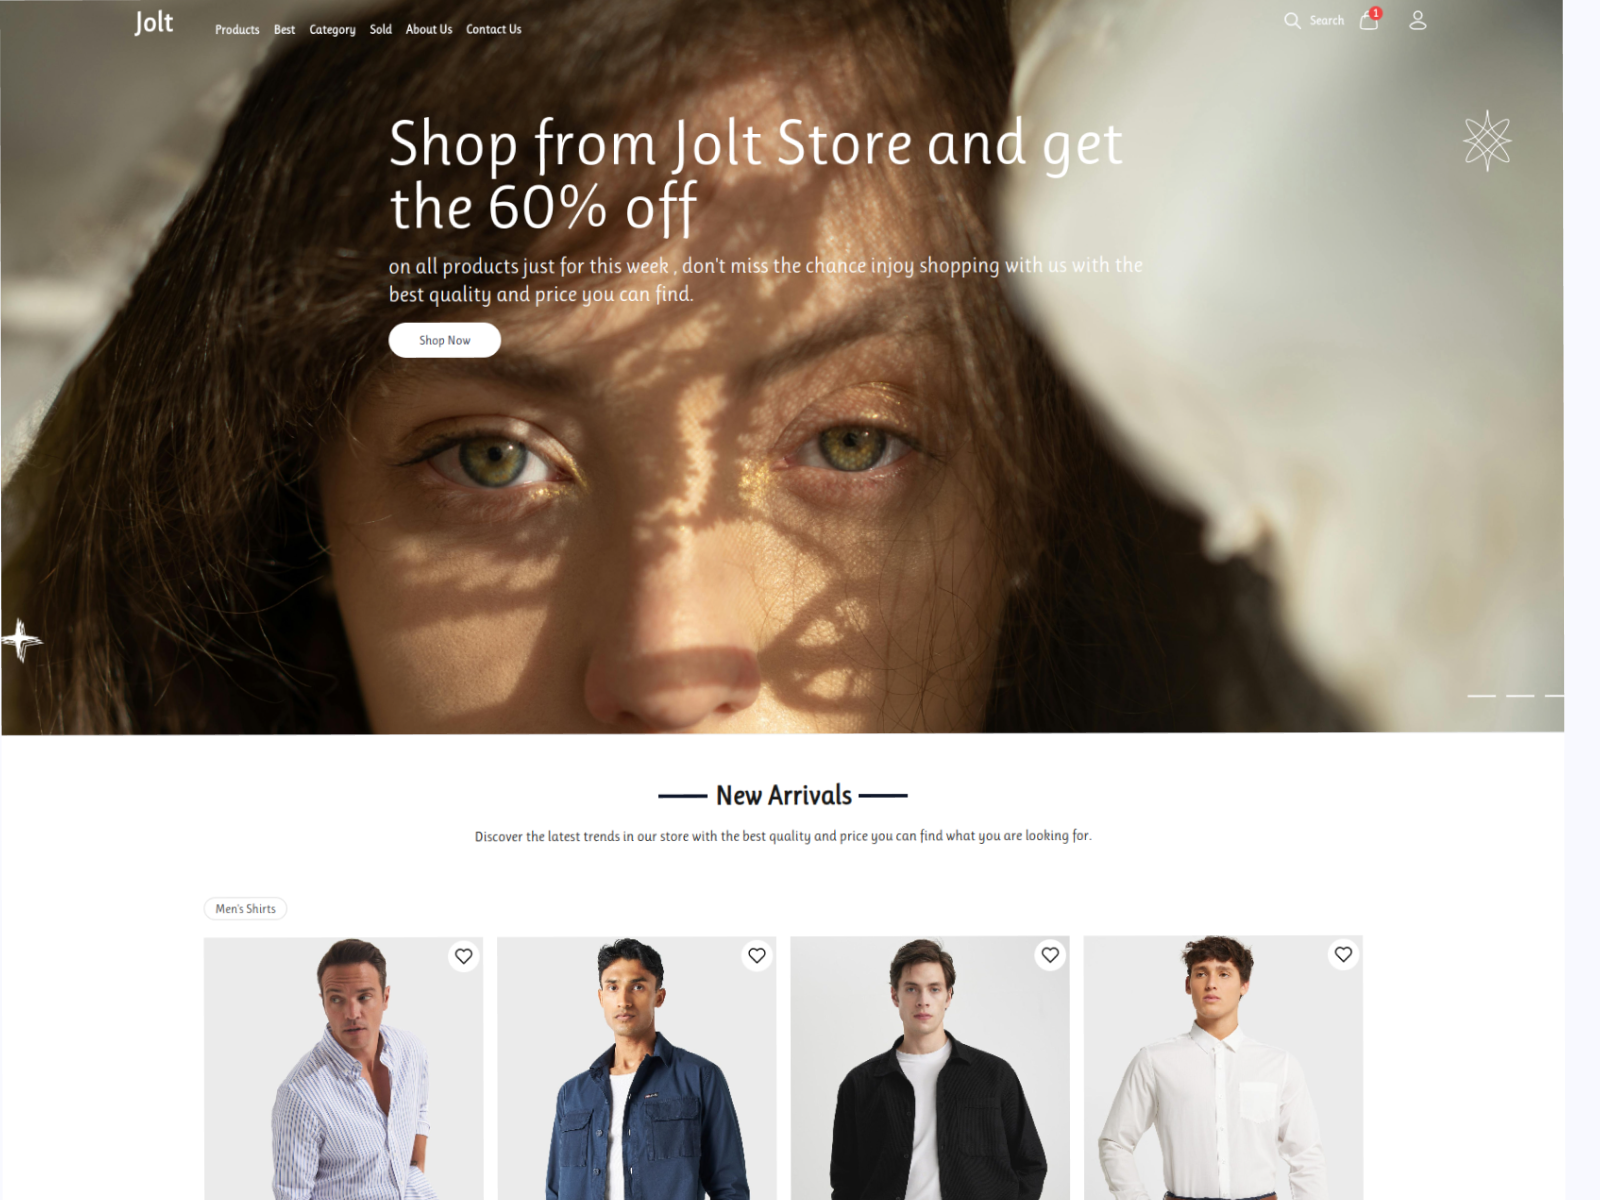 Jolt
Products Best Category Sold About Us Contact Us
Search
1
Shop from Jolt Store and get
the 60% off
on all products just for this week , don't miss the chance injoy shopping with us with the
best quality and price you can find.
Shop Now
New Arrivals
Discover the latest trends in our store with the best quality and price you can find what you are looking for.
Men's Shirts